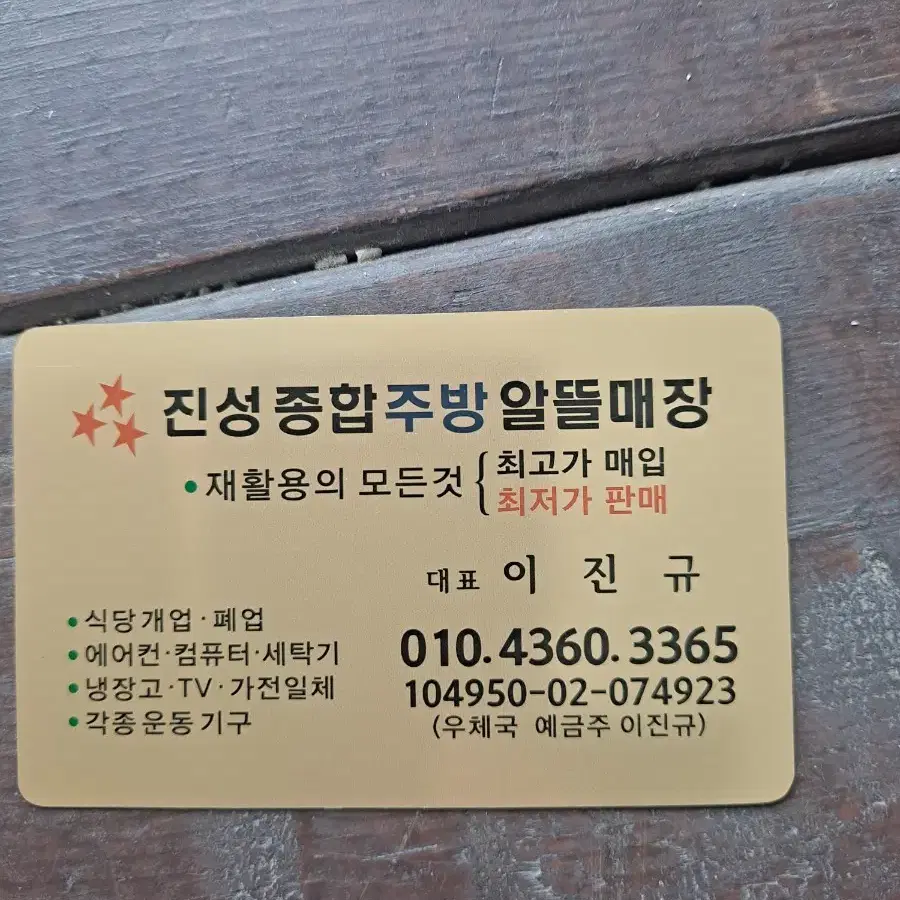 진성종합주방 알뜰매장
•재활용의 모든것 { 최고가 매입
최저가 판매
대표 이 진 규
•식당개업·폐업
•에어컨·컴퓨터·세탁기
•냉장고·TV·가전일체
•각종운동기구
010.4360.3365
104950-02-074923
(우체국 예금주 이진규)